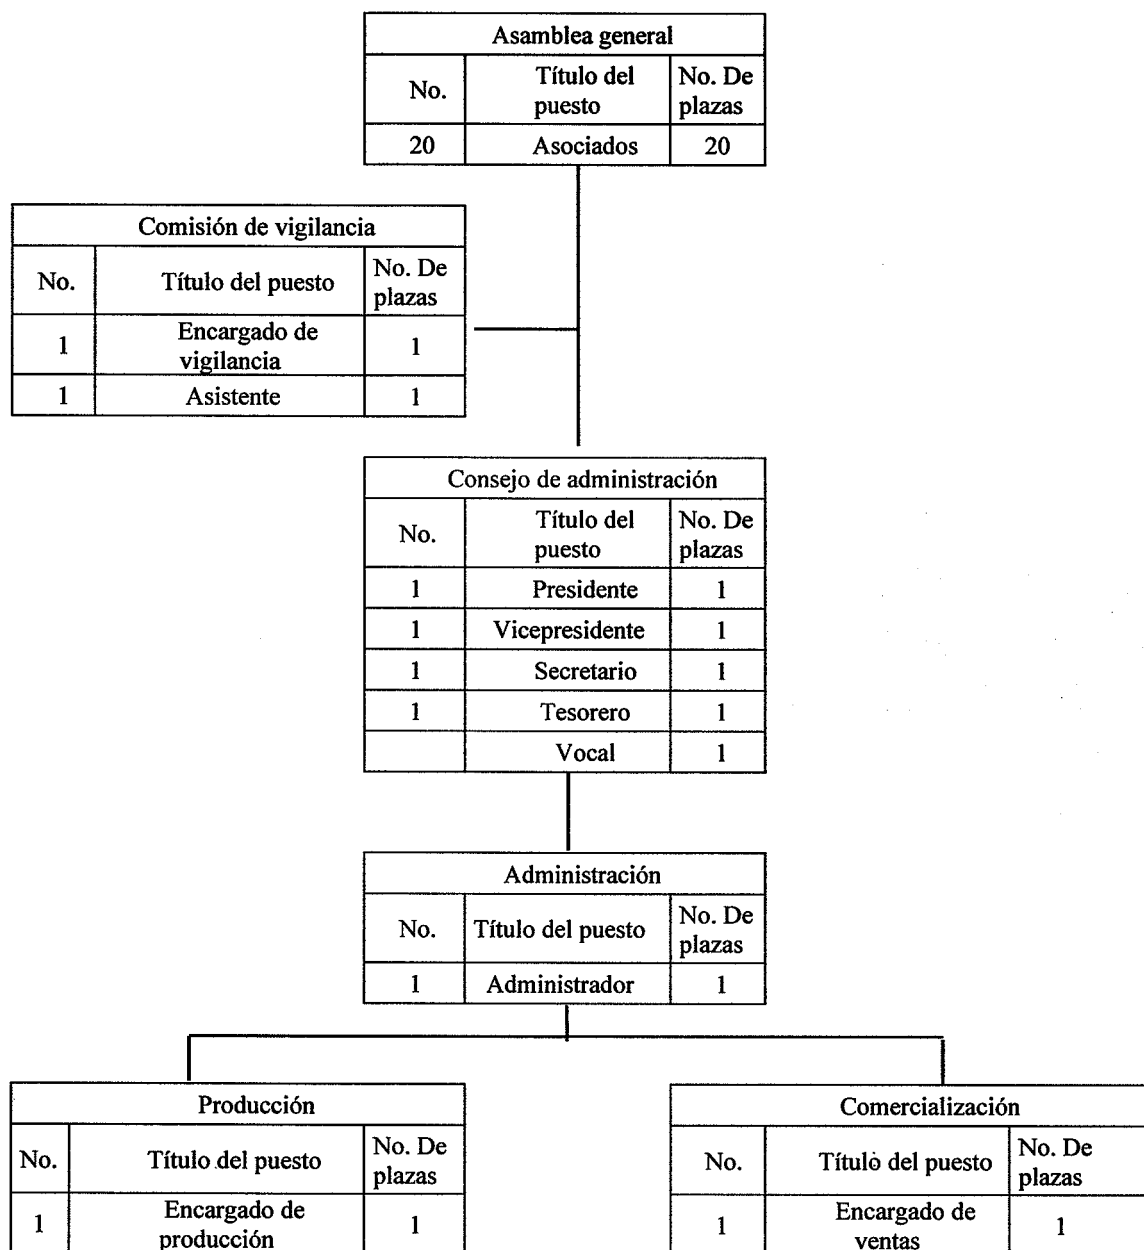 Asamblea general
No. Título del puesto No. De plazas
20 Asociados 20
Comisión de vigilancia
No. Título del puesto No. De plazas
1 Encargado de vigilancia 1
1 Asistente 1
Consejo de administración
No. Título del puesto No. De plazas
1 Presidente 1
1 Vicepresidente 1
1 Secretario 1
1 Tesorero 1
Vocal 1
Administración
No. Título del puesto No. De plazas
1 Administrador 1
Producción
No. Título del puesto No. De plazas
1 Encargado de producción 1
Comercialización
No. Título del puesto No. De plazas
1 Encargado de ventas 1